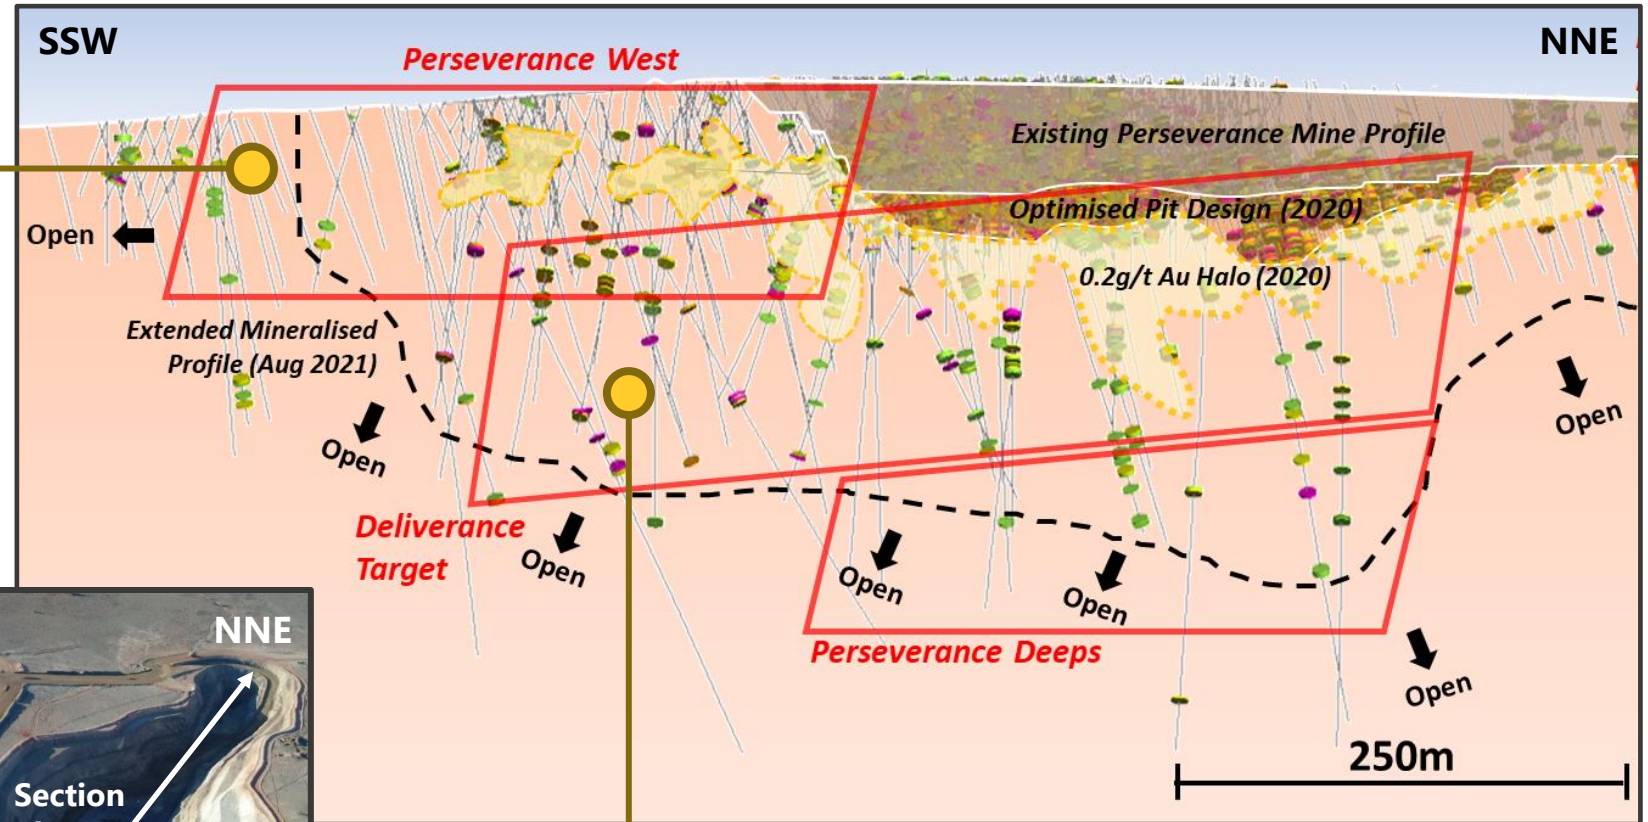 SSW
NNE
Perseverance West
Existing Perseverance Mine Profile
Optimised Pit Design (2020)
Open
0.2g/t Au Halo (2020)
Extended Mineralised
Profile (Aug 2021)
Open
Open
Deliverance
Target
Open
Open
Open
Perseverance Deeps
Open
250m
NNE
Section